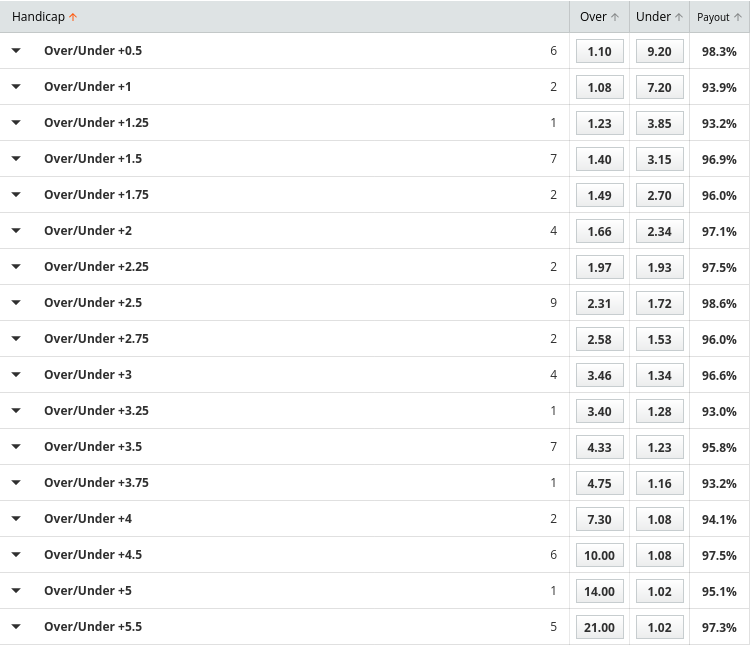 Handicap Over Under Payout
Over/Under +0.5 6 1.10 9.20 98.3%
Over/Under +1 2 1.08 7.20 93.9%
Over/Under +1.25 1 1.23 3.85 93.2%
Over/Under +1.5 7 1.40 3.15 96.9%
Over/Under +1.75 2 1.49 2.70 96.0%
Over/Under +2 4 1.66 2.34 97.1%
Over/Under +2.25 2 1.97 1.93 97.5%
Over/Under +2.5 9 2.31 1.72 98.6%
Over/Under +2.75 2 2.58 1.53 96.0%
Over/Under +3 4 3.46 1.34 96.6%
Over/Under +3.25 1 3.40 1.28 93.0%
Over/Under +3.5 7 4.33 1.23 95.8%
Over/Under +3.75 1 4.75 1.16 93.2%
Over/Under +4 2 7.30 1.08 94.1%
Over/Under +4.5 6 10.00 1.08 97.5%
Over/Under +5 1 14.00 1.02 95.1%
Over/Under +5.5 5 21.00 1.02 97.3%